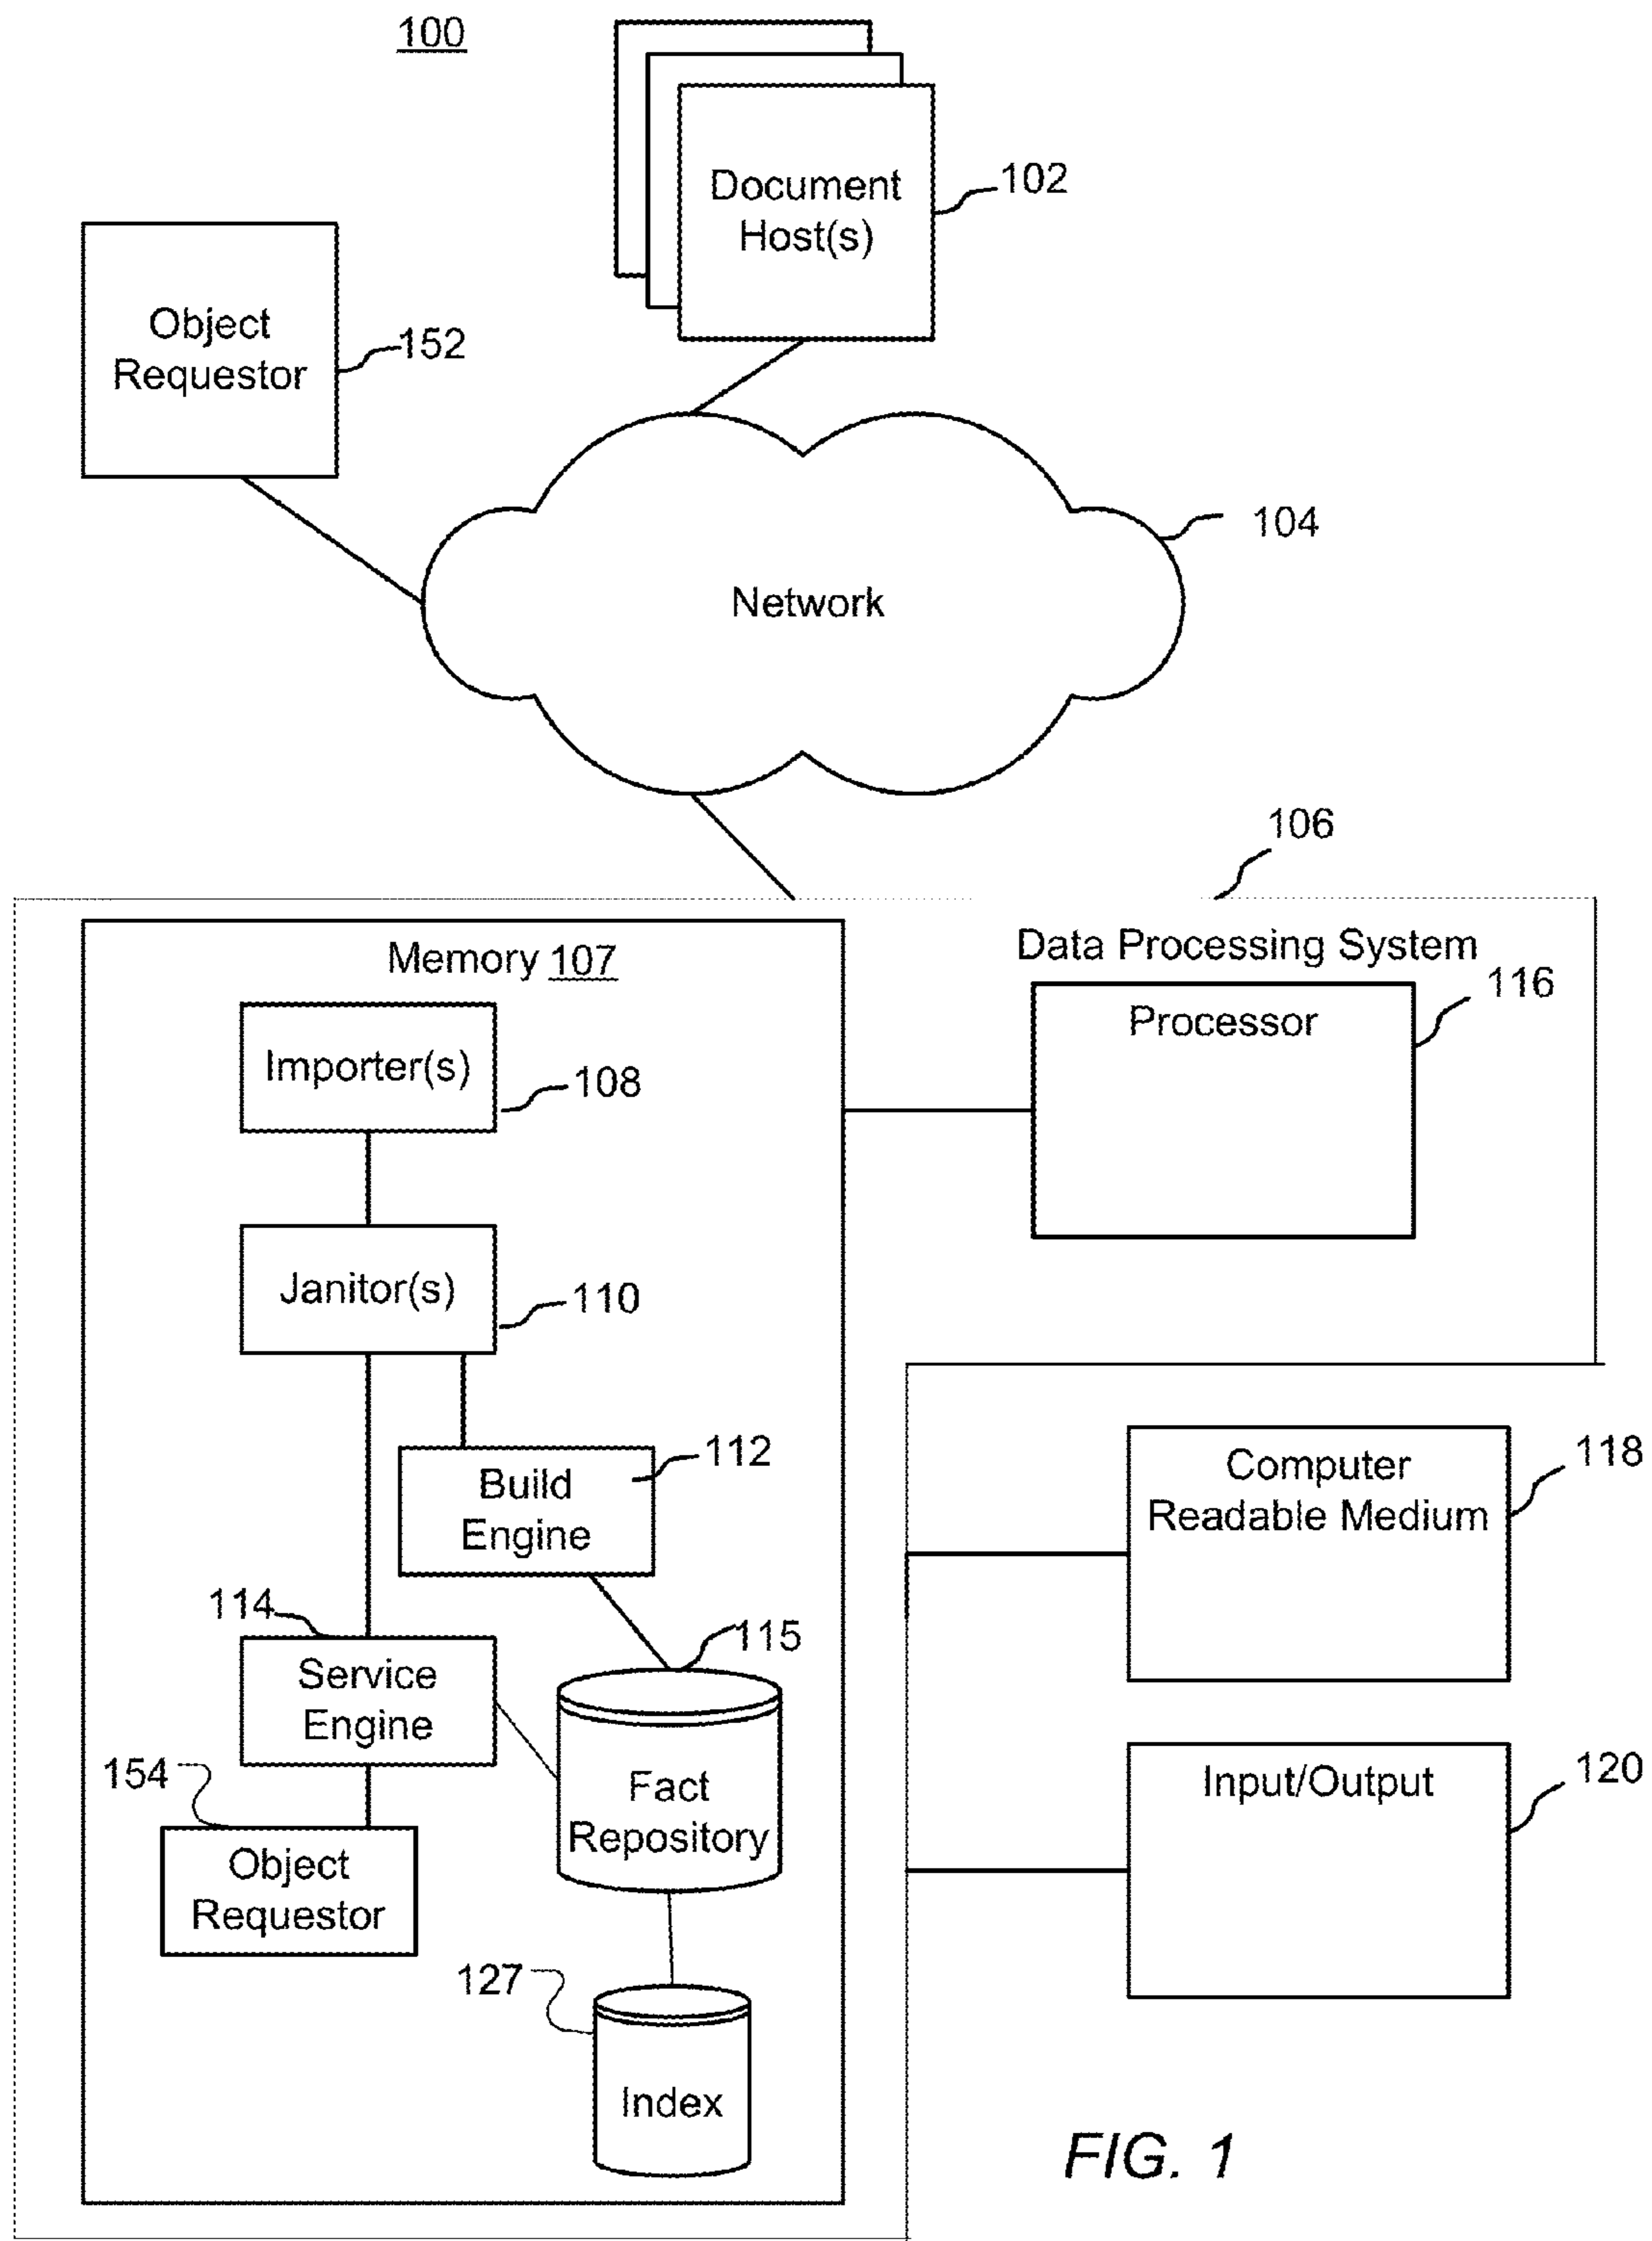 100
Document
Host(s)
102
Object
Requestor
152
104
Network
106
Memory 107
Data Processing System
116
Processor
Importer(s)
108
Janitor(s)
110
112
Build
Engine
118
Computer
Readable Medium
114
115
Service
Engine
154
Fact
Repository
120
Input/Output
Object
Requestor
127
Index
FIG. 1